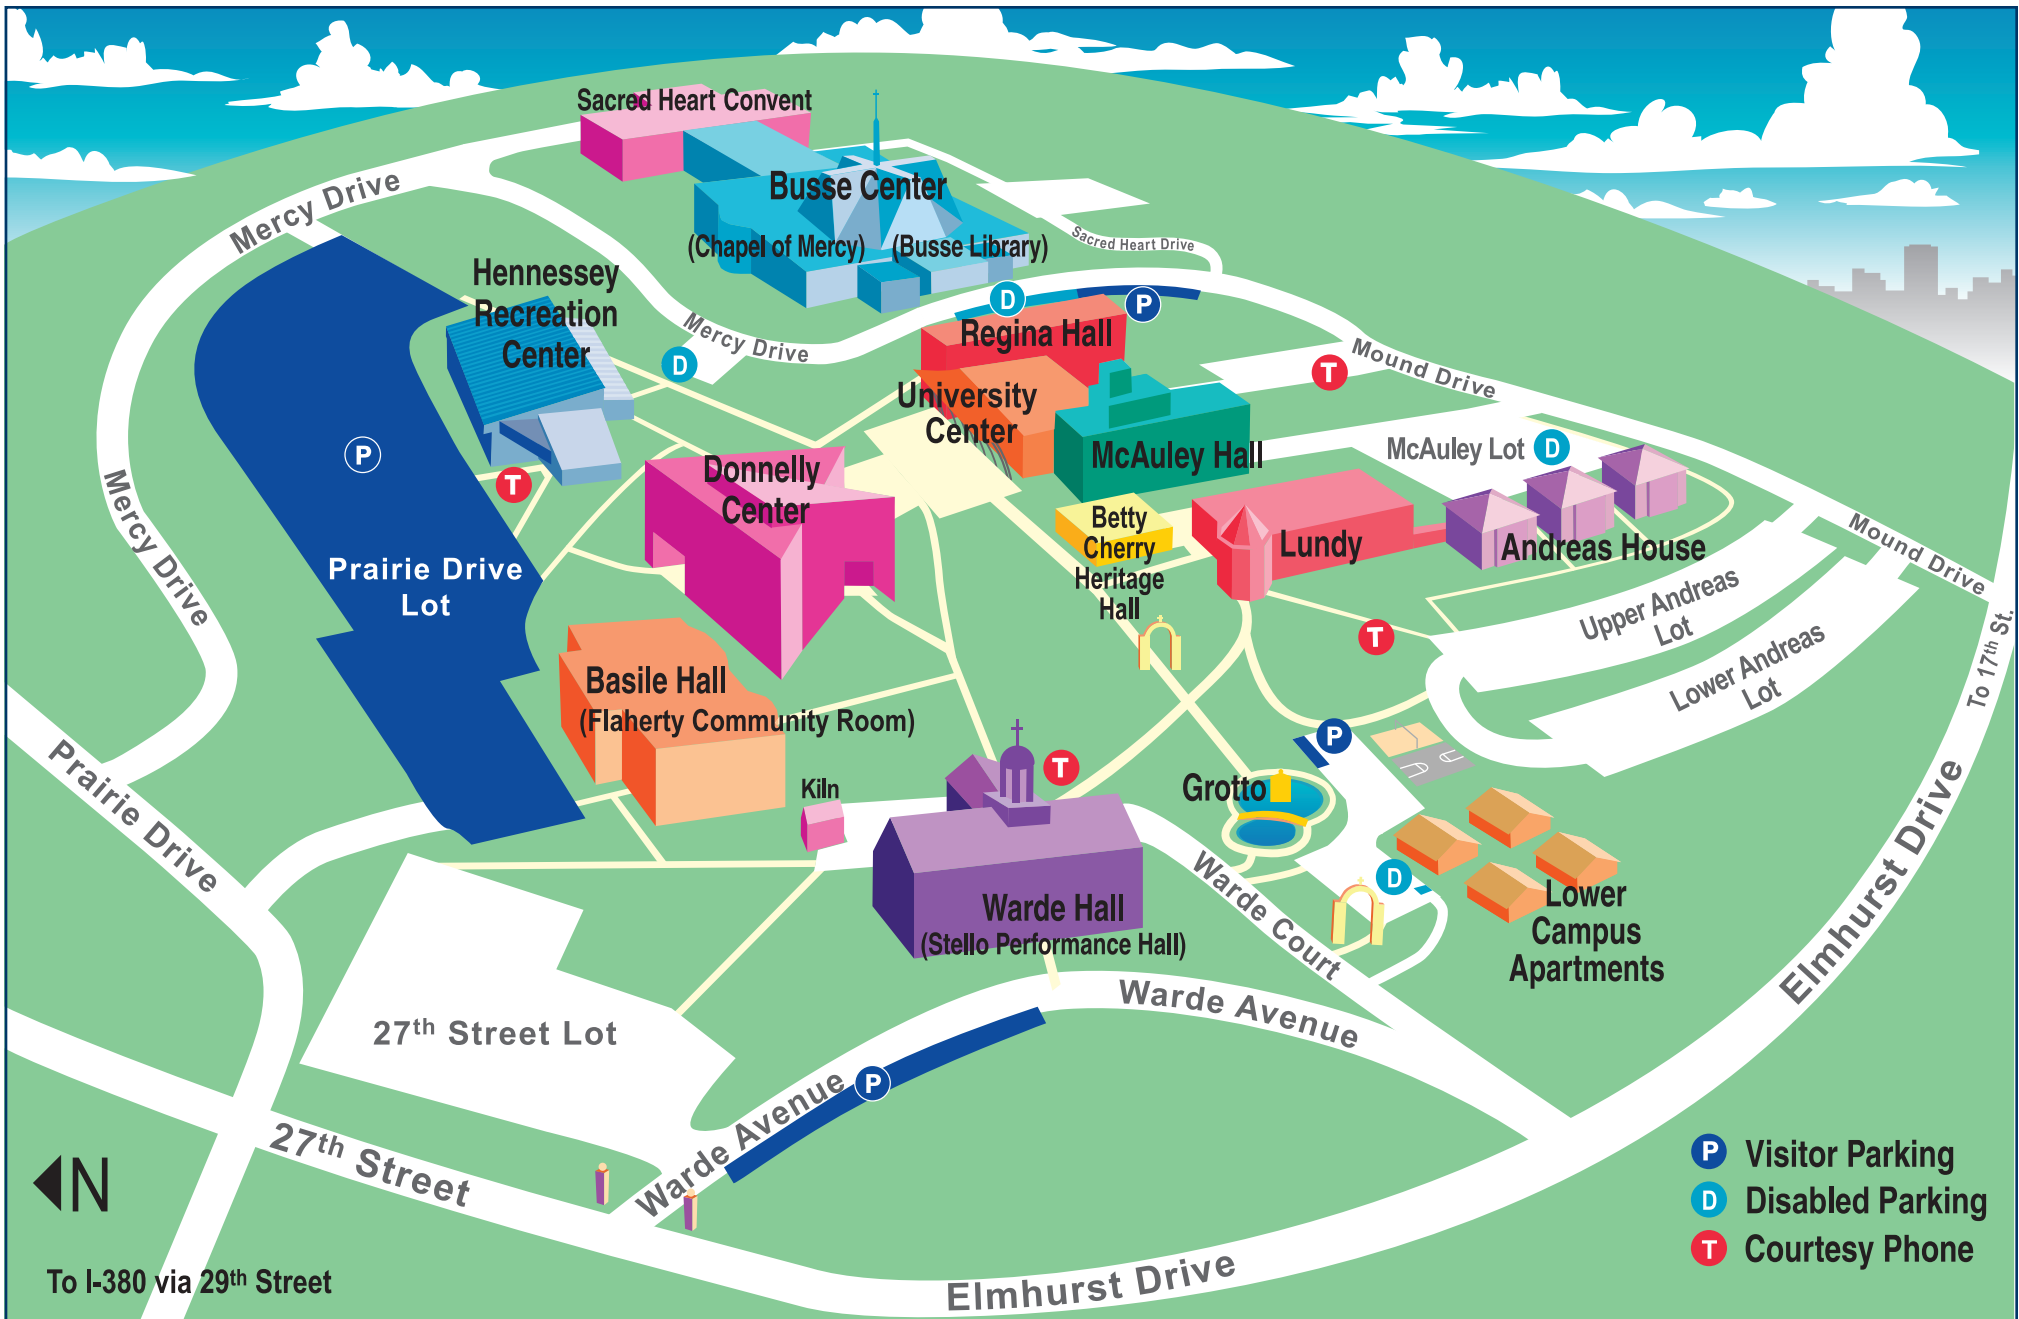 Sacred Heart Convent
Busse Center
(Chapel of Mercy)
(Busse Library)
Sacred Heart Drive
Mercy Drive
Hennessey
Recreation
Center
D
Mercy Drive
D
P
Regina Hall
Mound Drive
T
University
Center
McAuley Hall
McAuley Lot
D
P
Mercy Drive
T
Donnelly
Center
Betty
Cherry
Heritage
Hall
Lundy
Andreas House
Mound Drive
Prairie Drive
Lot
Upper Andreas
Lot
T
Lower Andreas
Lot
To 17th St.
Basile Hall
(Flaherty Community Room)
Prairie Drive
Kiln
T
P
Grotto
Elmhurst Drive
Warde Hall
(Stello Performance Hall)
Warde Court
D
Lower
Campus
Apartments
27th Street Lot
Warde Avenue
P
Warde Avenue
27th Street
Elmhurst Drive
N
To I-380 via 29th Street
P Visitor Parking
D Disabled Parking
T Courtesy Phone